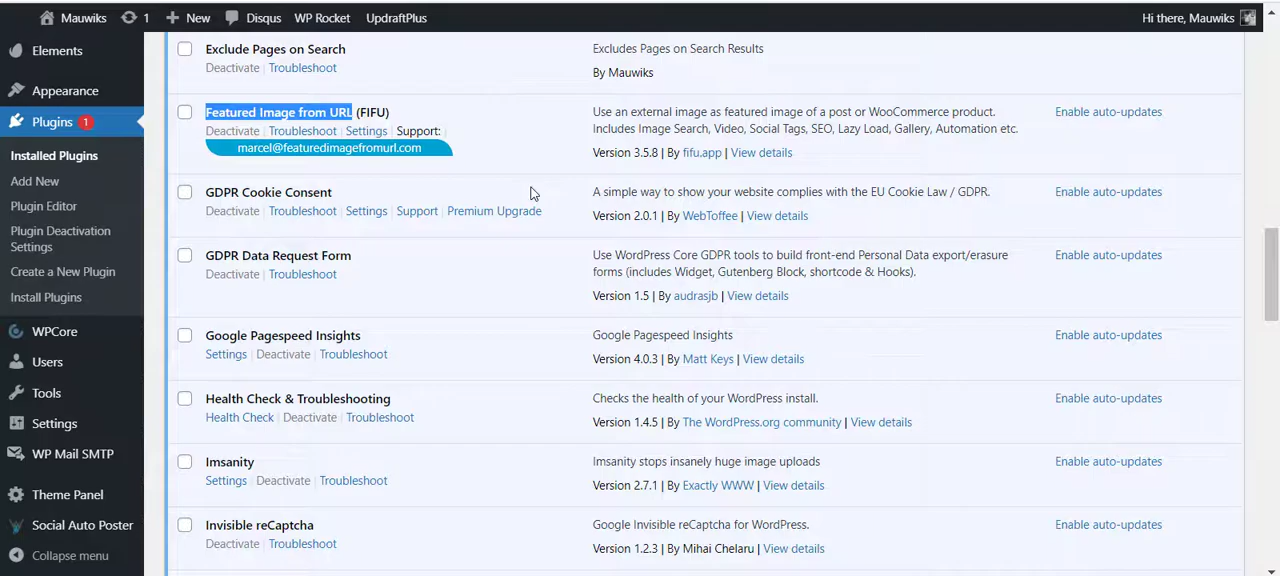 Mauwiks 1 New Disqus WP Rocket UpdraftPlus Hi there, Mauwiks
Elements
Appearance
Plugins 1
Installed Plugins
Add New
Plugin Editor
Plugin Deactivation
Settings
Create a New Plugin
Install Plugins
WPCore
Users
Tools
Settings
WP Mail SMTP
Theme Panel
Social Auto Poster
Collapse menu
Exclude Pages on Search
Deactivate | Troubleshoot
Excludes Pages on Search Results
By Mauwiks
Featured Image from URL (FIFU)
Deactivate | Troubleshoot | Settings | Support:
marcel@featuredimagefromurl.com
Use an external image as featured image of a post or WooCommerce product.
Includes Image Search, Video, Social Tags, SEO, Lazy Load, Gallery, Automation etc.
Version 3.5.8 | By fifu.app | View details
Enable auto-updates
GDPR Cookie Consent
Deactivate | Troubleshoot | Settings | Support | Premium Upgrade
A simple way to show your website complies with the EU Cookie Law / GDPR.
Version 2.0.1 | By WebToffee | View details
Enable auto-updates
GDPR Data Request Form
Deactivate | Troubleshoot
Use WordPress Core GDPR tools to build front-end Personal Data export/erasure
forms (includes Widget, Gutenberg Block, shortcode & Hooks).
Version 1.5 | By audrasjb | View details
Enable auto-updates
Google Pagespeed Insights
Settings | Deactivate | Troubleshoot
Google Pagespeed Insights
Version 4.0.3 | By Matt Keys | View details
Enable auto-updates
Health Check & Troubleshooting
Health Check | Deactivate | Troubleshoot
Checks the health of your WordPress install.
Version 1.4.5 | By The WordPress.org community | View details
Enable auto-updates
Imsanity
Settings | Deactivate | Troubleshoot
Imsanity stops insanely huge image uploads
Version 2.7.1 | By Exactly WWW | View details
Enable auto-updates
Invisible reCaptcha
Deactivate | Troubleshoot
Google Invisible reCaptcha for WordPress.
Version 1.2.3 | By Mihai Chelaru | View details
Enable auto-updates